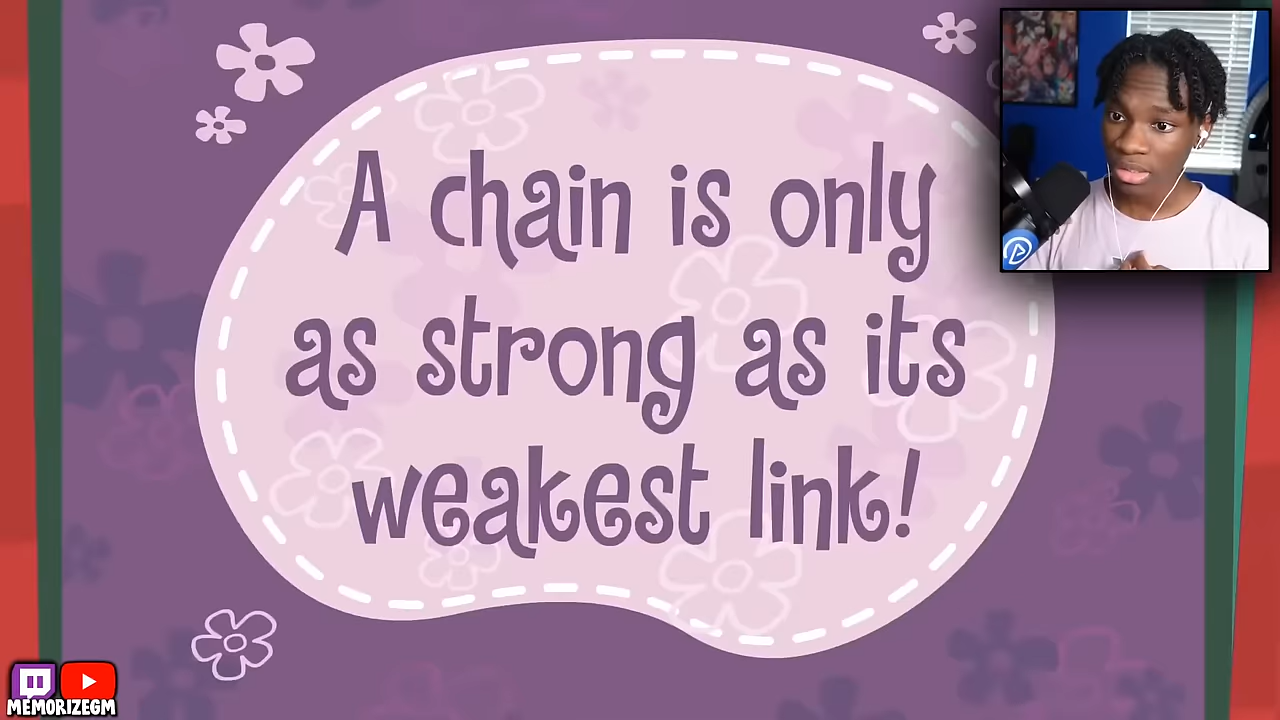 A chain is only
as strong as its
weakest link!
MEMORIZEGM